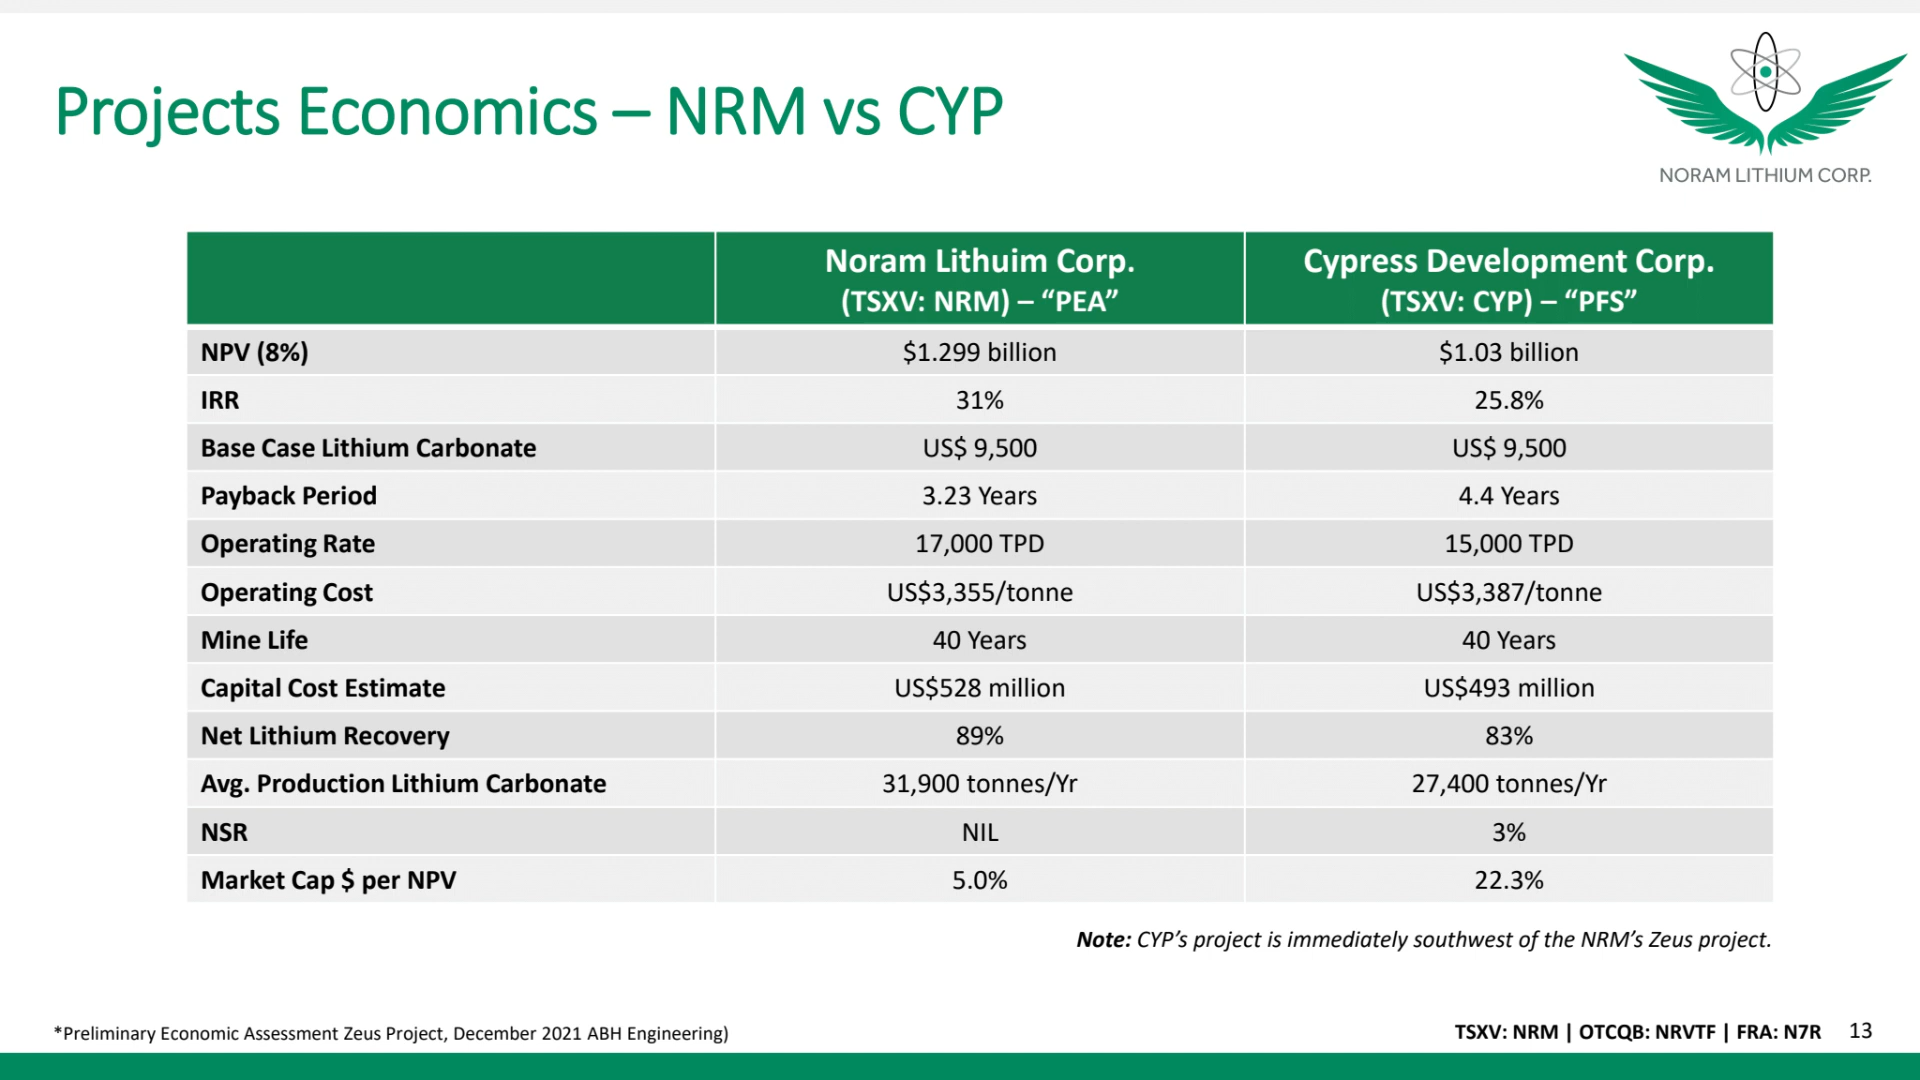 Projects Economics – NRM vs CYP
NORAM LITHIUM CORP.
Noram Lithuim Corp. Cypress Development Corp.
(TSXV: NRM) – “PEA” (TSXV: CYP) – “PFS”
NPV (8%) $1.299 billion $1.03 billion
IRR 31% 25.8%
Base Case Lithium Carbonate US$ 9,500 US$ 9,500
Payback Period 3.23 Years 4.4 Years
Operating Rate 17,000 TPD 15,000 TPD
Operating Cost US$3,355/tonne US$3,387/tonne
Mine Life 40 Years 40 Years
Capital Cost Estimate US$528 million US$493 million
Net Lithium Recovery 89% 83%
Avg. Production Lithium Carbonate 31,900 tonnes/Yr 27,400 tonnes/Yr
NSR NIL 3%
Market Cap $ per NPV 5.0% 22.3%
Note: CYP’s project is immediately southwest of the NRM’s Zeus project.
*Preliminary Economic Assessment Zeus Project, December 2021 ABH Engineering) TSXV: NRM | OTCQB: NRVTF | FRA: N7R 13